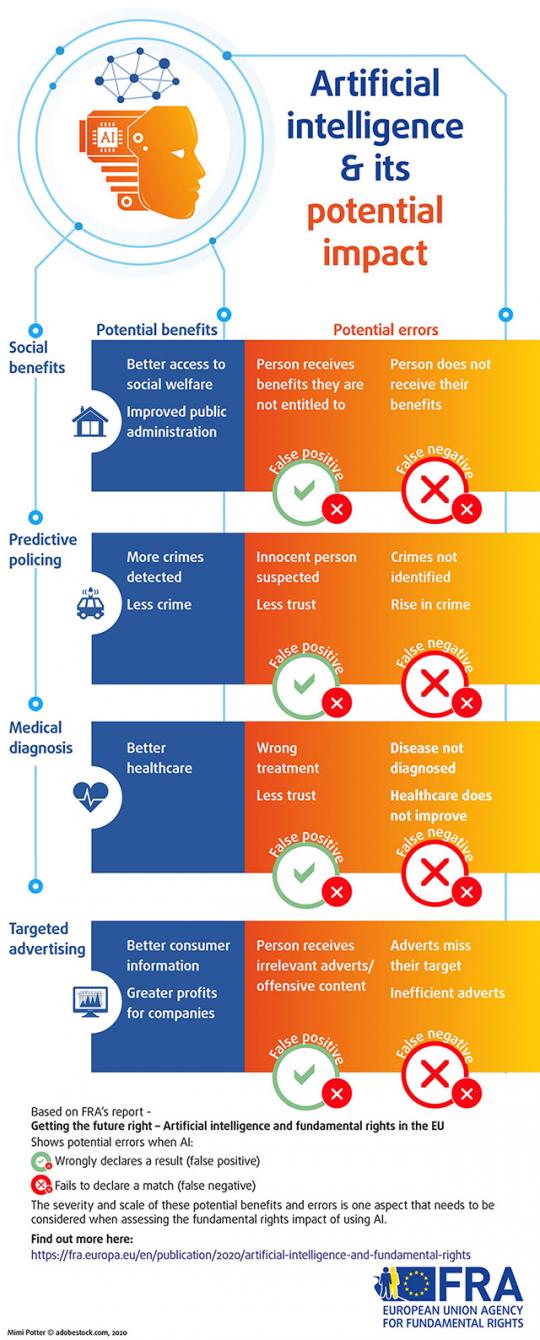 AI
Artificial
intelligence
& its
potential
impact
Potential benefits
Potential errors
Social
benefits
Better access to
social welfare
Improved public
administration
Person receives
benefits they are
not entitled to
Person does not
receive their
benefits
False positive
False negative
Predictive
policing
More crimes
detected
Less crime
Innocent person
suspected
Less trust
Crimes not
identified
Rise in crime
False positive
False negative
Medical
diagnosis
Better
healthcare
Wrong
treatment
Less trust
Disease not
diagnosed
Healthcare does
not improve
False positive
False negative
Targeted
advertising
Better consumer
information
Greater profits
for companies
Person receives
irrelevant adverts/
offensive content
Adverts miss
their target
Inefficient adverts
False positive
False negative
Based on FRA's report -
Getting the future right – Artificial intelligence and fundamental rights in the EU
Shows potential errors when AI:
Wrongly declares a result (false positive)
Fails to declare a match (false negative)
The severity and scale of these potential benefits and errors is one aspect that needs to be
considered when assessing the fundamental rights impact of using AI.
Find out more here:
https://fra.europa.eu/en/publication/2020/artificial-intelligence-and-fundamental-rights
FRA
EUROPEAN UNION AGENCY
FOR FUNDAMENTAL RIGHTS
Mimi Potter © adobestock.com, 2020